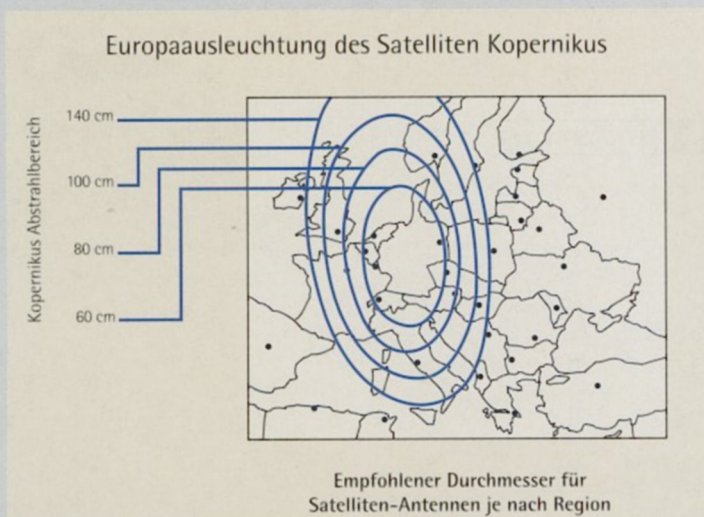 Europaausleuchtung des Satelliten Kopernikus
Kopernikus Abstrahlbereich
140 cm
100 cm
80 cm
60 cm
Empfohlener Durchmesser für
Satelliten-Antennen je nach Region